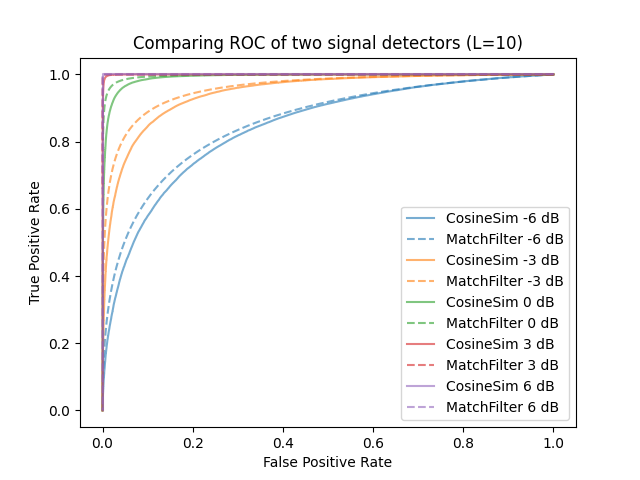 Comparing ROC of two signal detectors (L=10)
True Positive Rate
1.0
0.8
0.6
0.4
0.2
0.0
CosineSim -6 dB
MatchFilter -6 dB
CosineSim -3 dB
MatchFilter -3 dB
CosineSim 0 dB
MatchFilter 0 dB
CosineSim 3 dB
MatchFilter 3 dB
CosineSim 6 dB
MatchFilter 6 dB
0.0 0.2 0.4 0.6 0.8 1.0
False Positive Rate